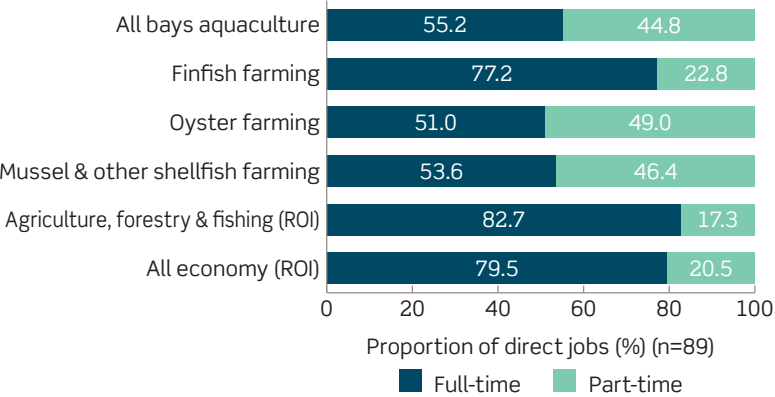 All bays aquaculture 55.2 44.8
Finfish farming 77.2 22.8
Oyster farming 51.0 49.0
Mussel & other shellfish farming 53.6 46.4
Agriculture, forestry & fishing (ROI) 82.7 17.3
All economy (ROI) 79.5 20.5
0 20 40 60 80 100
Proportion of direct jobs (%) (n=89)
Full-time Part-time